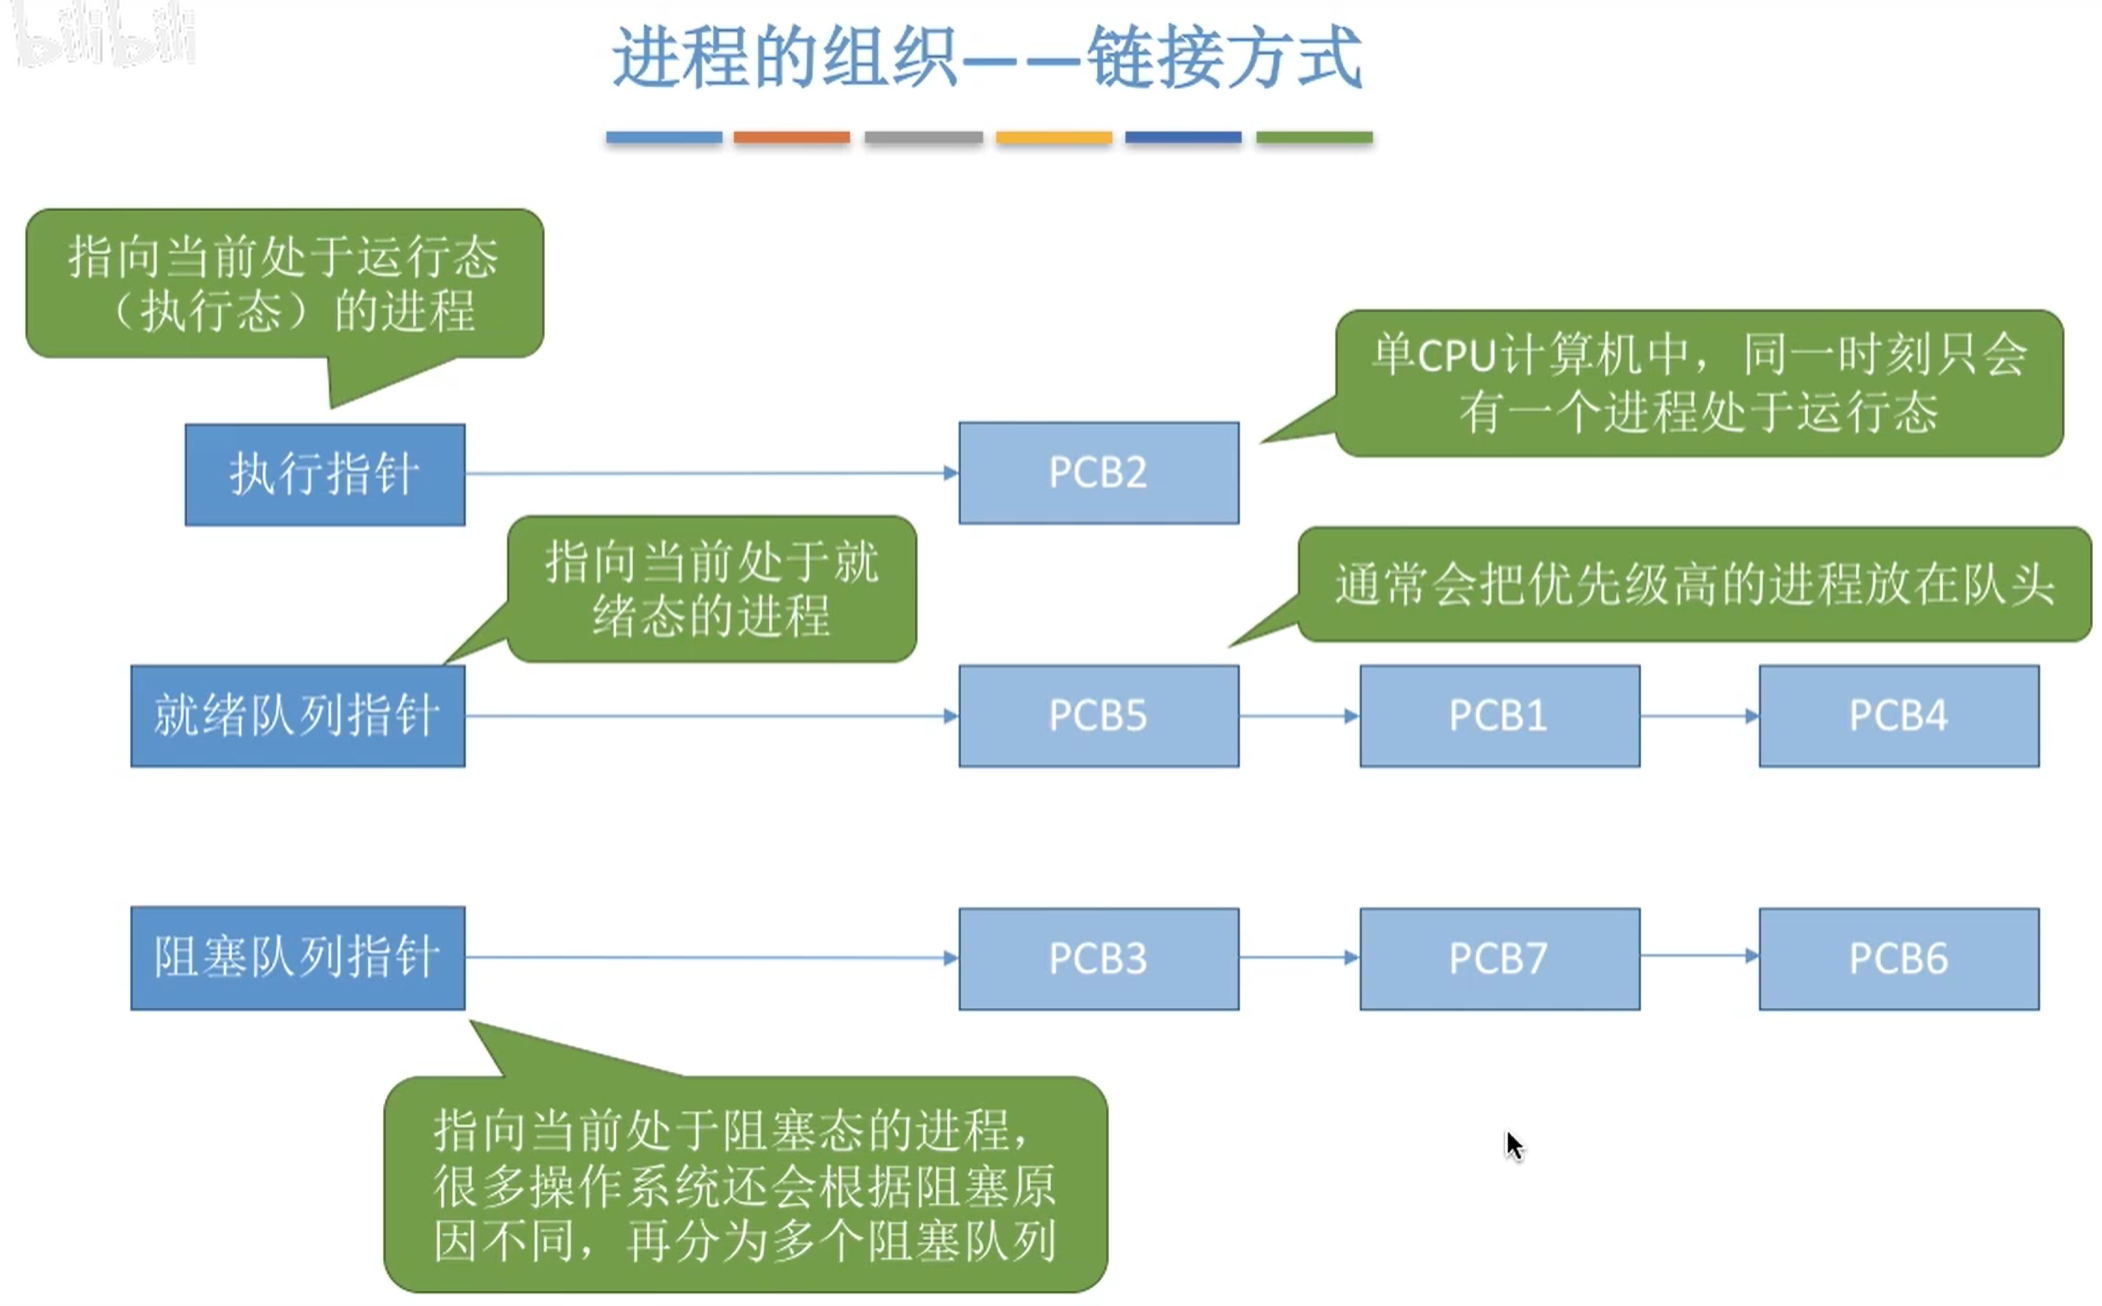 bilibili
进程的组织——链接方式
指向当前处于运行态
（执行态）的进程
单CPU计算机中，同一时刻只会
有一个进程处于运行态
执行指针
PCB2
指向当前处于就
绪态的进程
通常会把优先级高的进程放在队头
就绪队列指针
PCB5
PCB1
PCB4
阻塞队列指针
PCB3
PCB7
PCB6
指向当前处于阻塞态的进程，
很多操作系统还会根据阻塞原
因不同，再分为多个阻塞队列